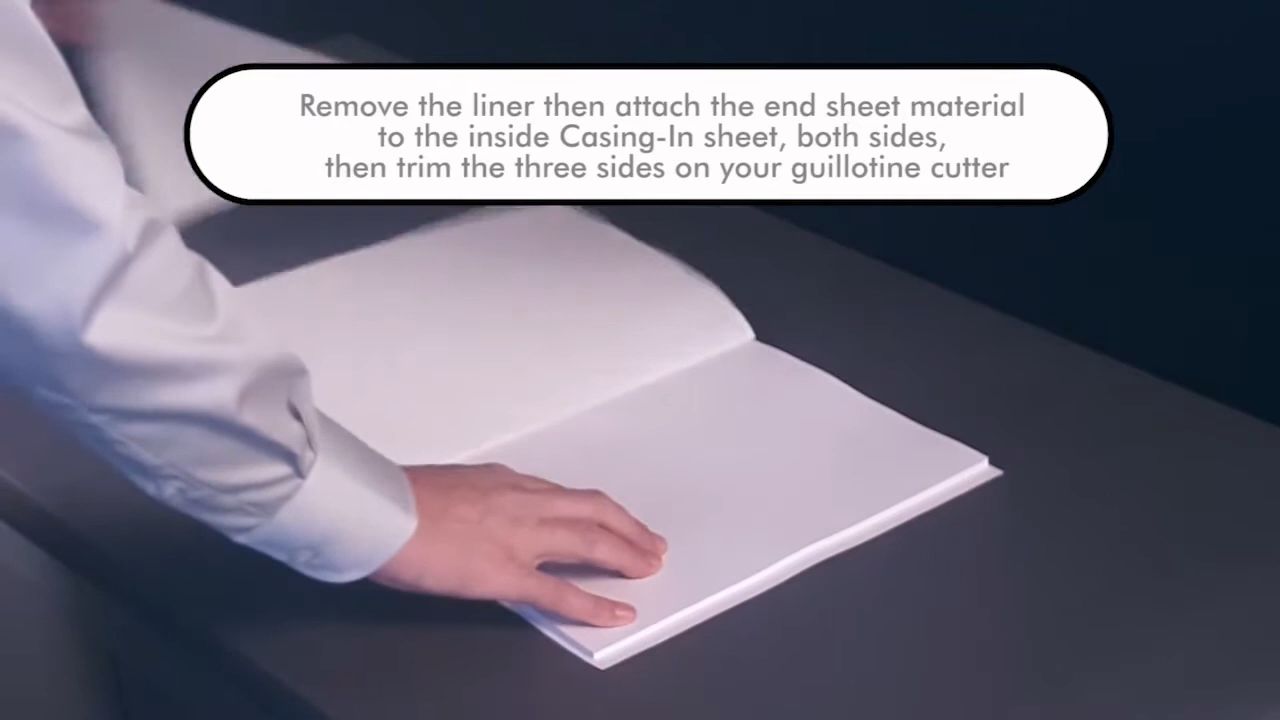 Remove the liner then attach the end sheet material
to the inside Casing-In sheet, both sides,
then trim the three sides on your guillotine cutter